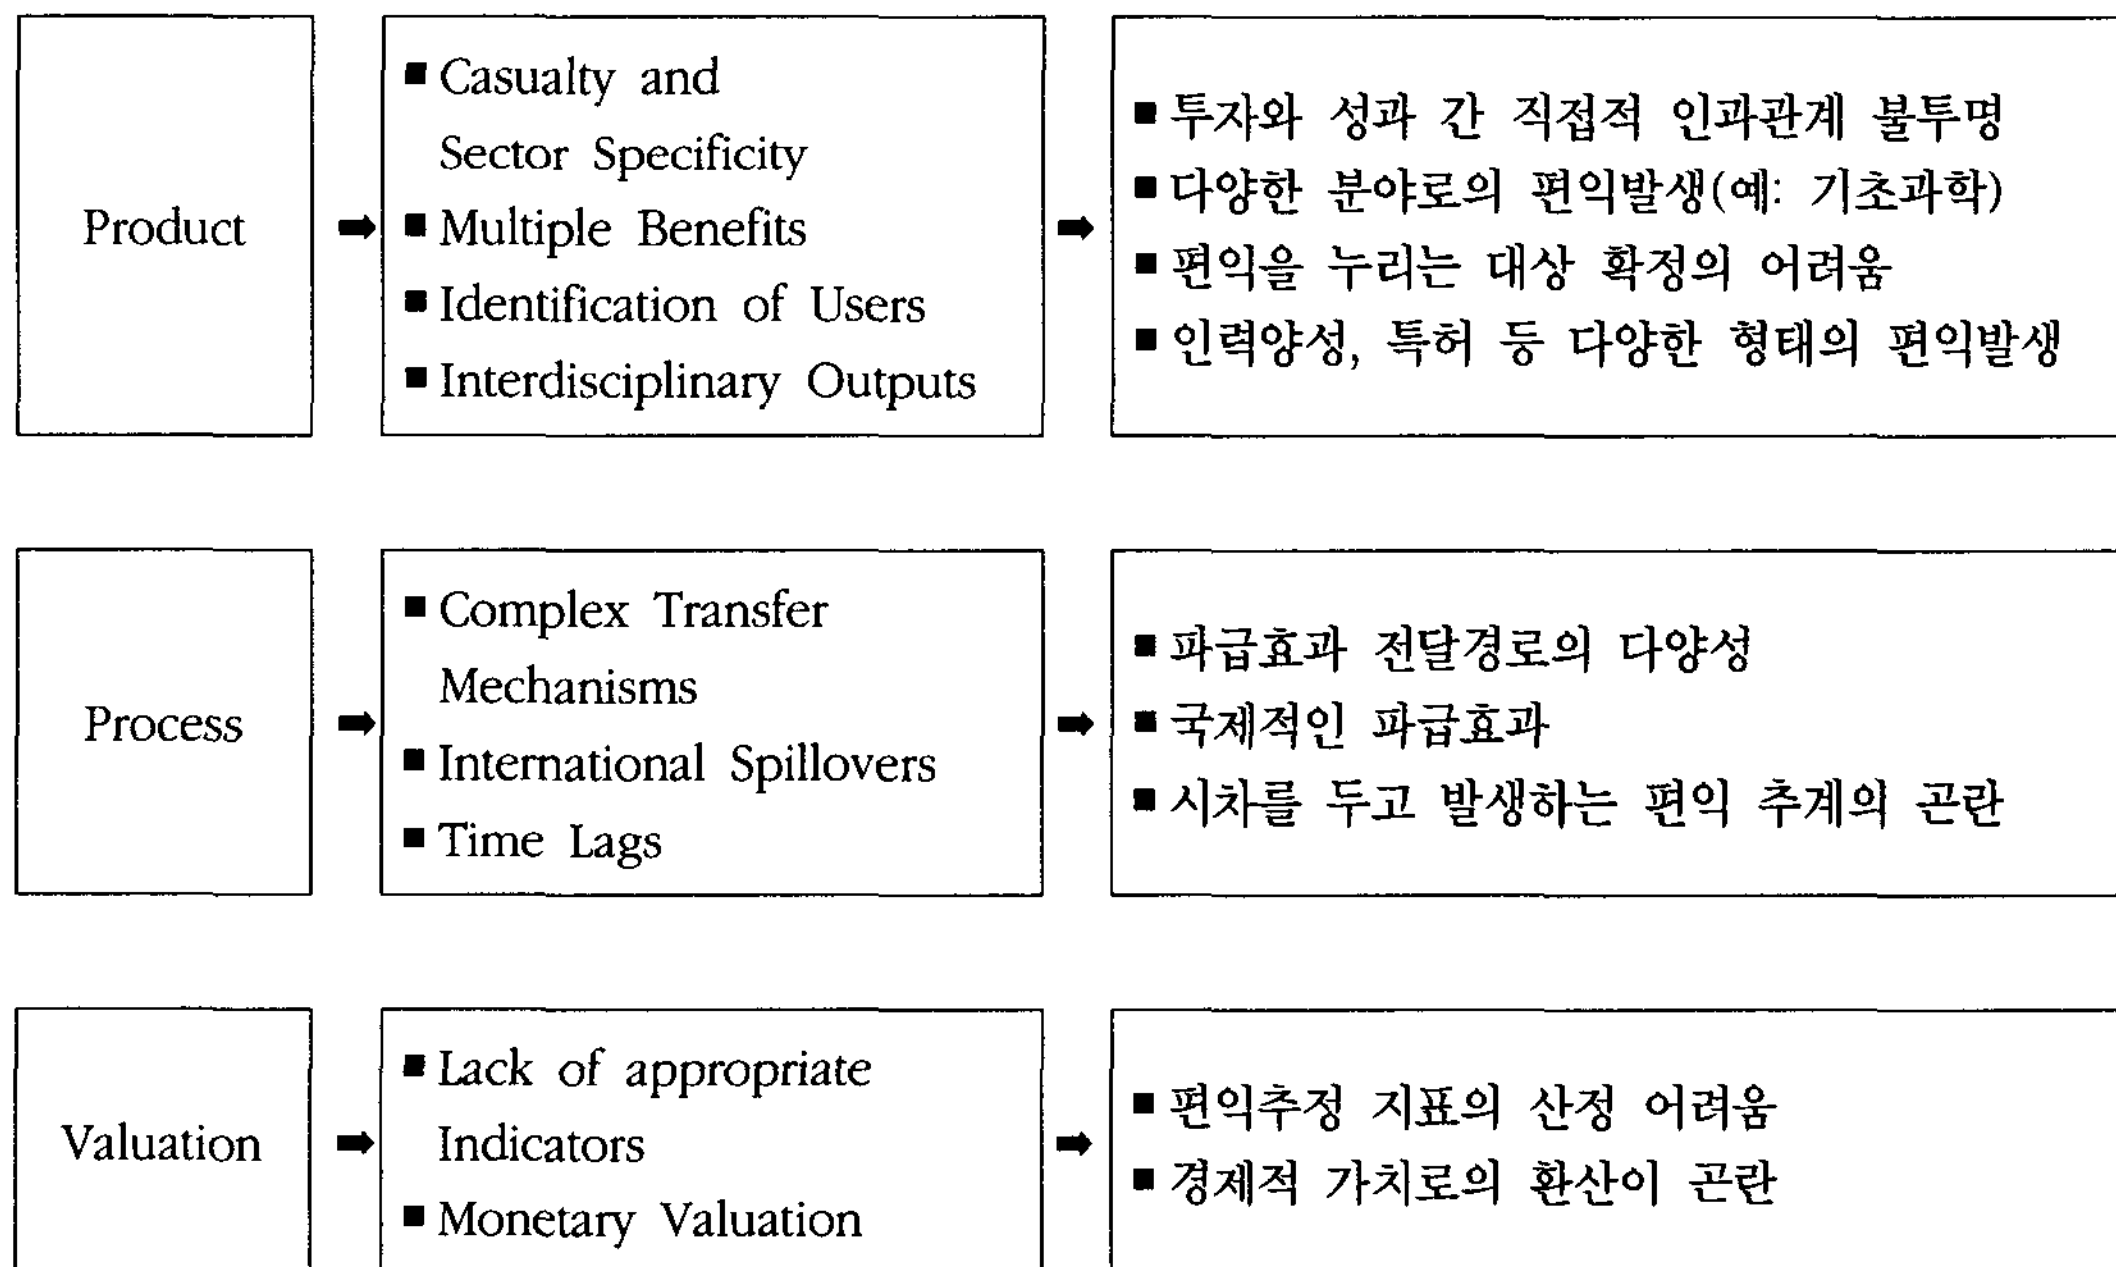 Product
■ Casualty and
Sector Specificity
■ Multiple Benefits
■ Identification of Users
■ Interdisciplinary Outputs
■ 투자와 성과 간 직접적 인과관계 불투명
■ 다양한 분야로의 편익발생(예: 기초과학)
■ 편익을 누리는 대상 확정의 어려움
■ 인력양성, 특허 등 다양한 형태의 편익발생
Process
■ Complex Transfer
Mechanisms
■ International Spillovers
■ Time Lags
■ 파급효과 전달경로의 다양성
■ 국제적인 파급효과
■ 시차를 두고 발생하는 편익 추계의 곤란
Valuation
■ Lack of appropriate
Indicators
■ Monetary Valuation
■ 편익추정 지표의 산정 어려움
■ 경제적 가치로의 환산이 곤란